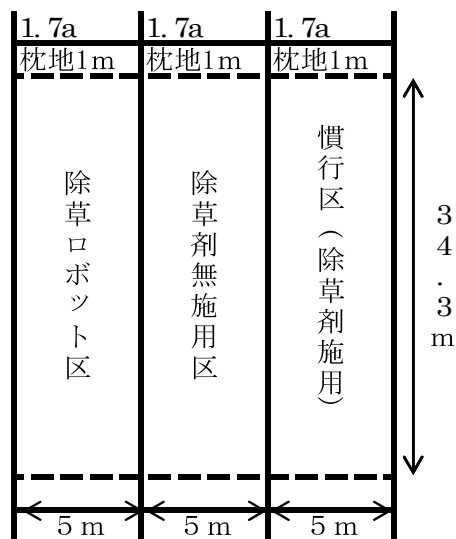 1.7a
1.7a
1.7a
枕地1m
枕地1m
枕地1m
除草ロボット区
除草剤無施用区
慣行区（除草剤施用）
34.3m
5m
5m
5m